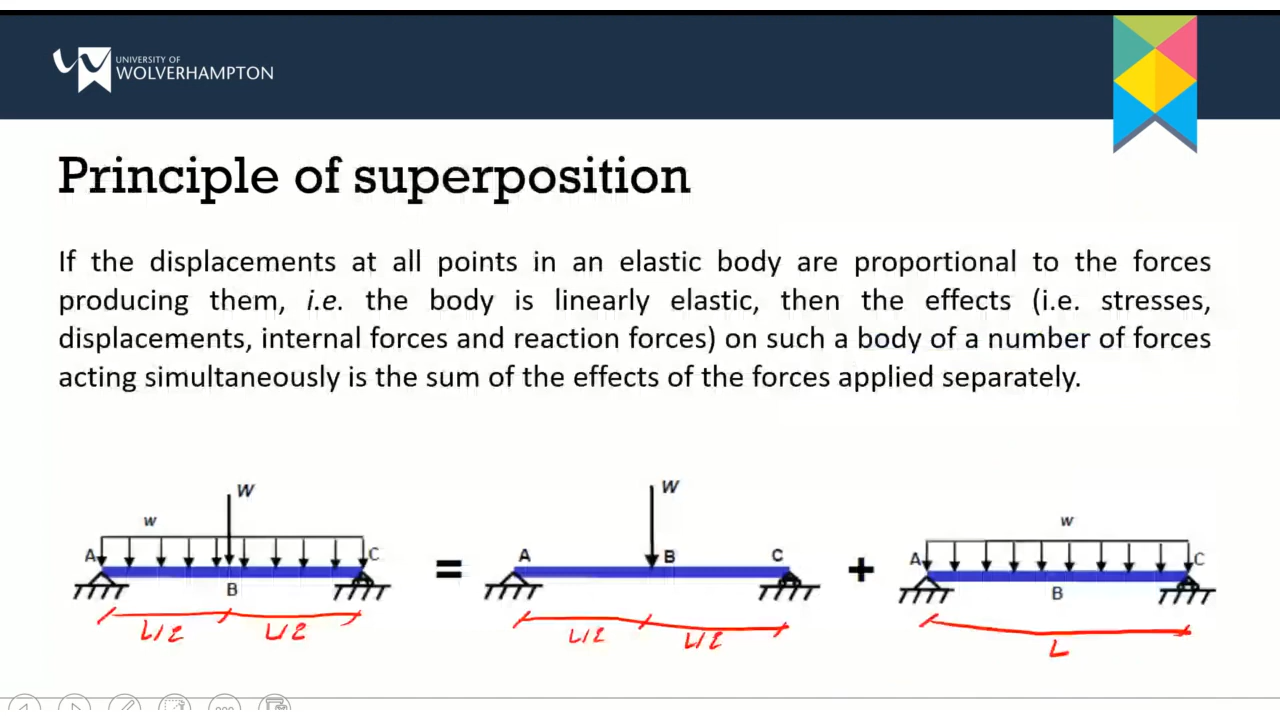 UNIVERSITY OF
WOLVERHAMPTON
Principle of superposition
If the displacements at all points in an elastic body are proportional to the forces
producing them, i.e. the body is linearly elastic, then the effects (i.e. stresses,
displacements, internal forces and reaction forces) on such a body of a number of forces
acting simultaneously is the sum of the effects of the forces applied separately.
W
w
A
C
B
L/2
L/2
=
W
A
B
C
L/2
L/2
+
w
A
C
B
L